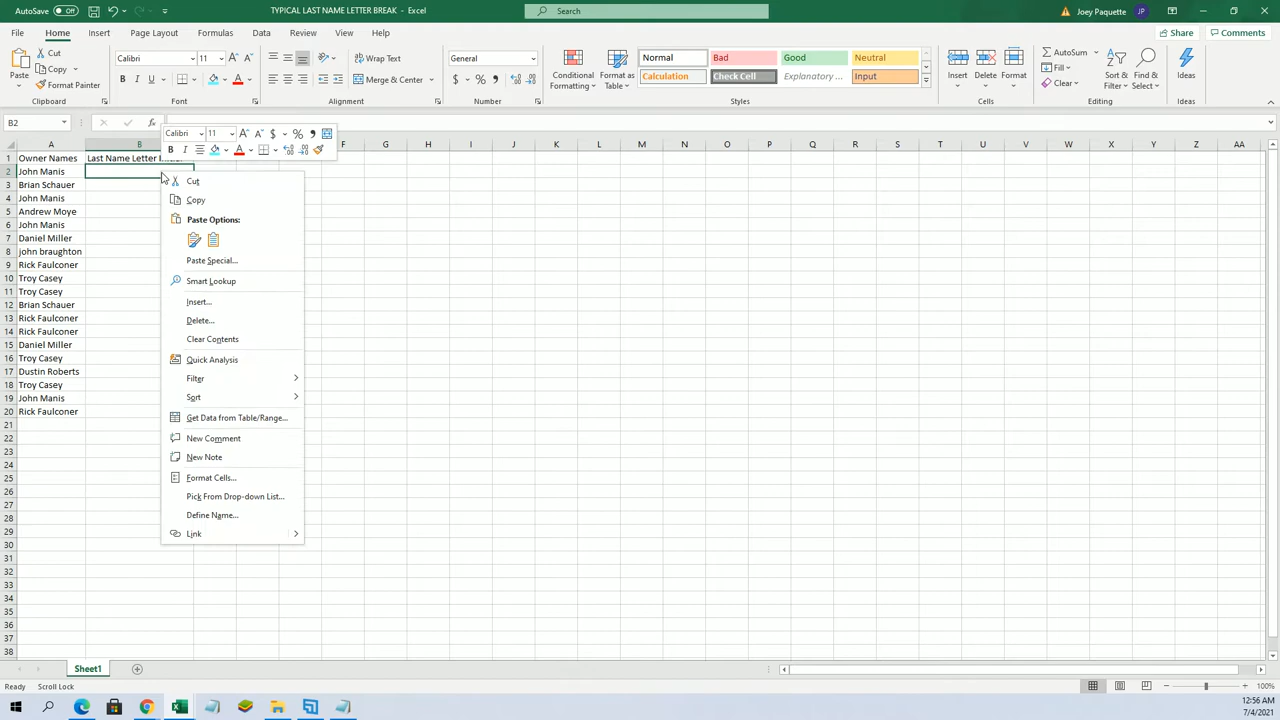 AutoSave Off
TYPICAL LAST NAME LETTER BREAK - Excel
Search
Joey Paquette JP
File Home Insert Page Layout Formulas Data Review View Help
Share Comments
Paste
Cut
Copy
Format Painter
Calibri 11
B I U
Wrap Text
Merge & Center
General
$ % ,
Conditional Formatting
Format as Table
Normal Bad Good Neutral
Calculation Check Cell Explanatory ... Input
Insert Delete Format
AutoSum
Fill
Clear
Sort & Filter
Find & Select
Ideas
Clipboard Font Alignment Number Styles Cells Editing Ideas
B2
fx
Calibri 11 A A $ % ,
B I A
A B F G H I J K L M N O P Q R S T U V W X Y Z AA
1 Owner Names Last Name Letter
2 John Manis
3 Brian Schauer
4 John Manis
5 Andrew Moye
6 John Manis
7 Daniel Miller
8 john braughton
9 Rick Faulconer
10 Troy Casey
11 Troy Casey
12 Brian Schauer
13 Rick Faulconer
14 Rick Faulconer
15 Daniel Miller
16 Troy Casey
17 Dustin Roberts
18 Troy Casey
19 John Manis
20 Rick Faulconer
21
22
23
24
25
26
27
28
29
30
31
32
33
34
35
36
37
38
Cut
Copy
Paste Options:
Paste Special...
Smart Lookup
Insert...
Delete...
Clear Contents
Quick Analysis
Filter
Sort
Get Data from Table/Range...
New Comment
New Note
Format Cells...
Pick From Drop-down List...
Define Name...
Link
Sheet1
Ready Scroll Lock
100%
12:56 AM
7/4/2021